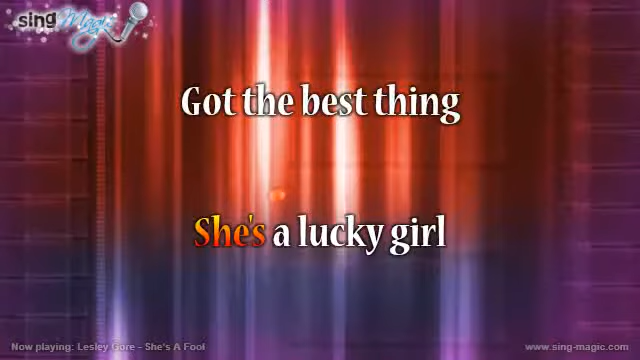 sing Magic
Got the best thing
She's a lucky girl
Now playing: Lesley Gore - She's A Fool
www.sing-magic.com